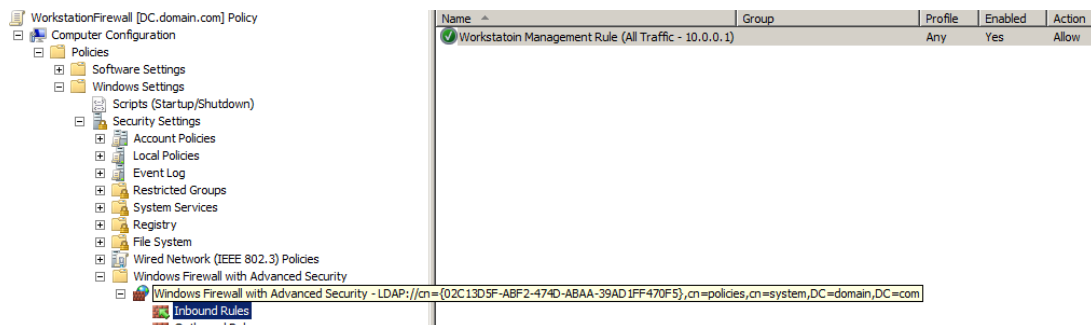 WorkstationFirewall [DC.domain.com] Policy
Name Group Profile Enabled Action
Computer Configuration
Workstatoin Management Rule (All Traffic - 10.0.0.1) Any Yes Allow
Policies
Software Settings
Windows Settings
Scripts (Startup/Shutdown)
Security Settings
Account Policies
Local Policies
Event Log
Restricted Groups
System Services
Registry
File System
Wired Network (IEEE 802.3) Policies
Windows Firewall with Advanced Security
Windows Firewall with Advanced Security - LDAP://cn={02C13D5F-ABF2-474D-ABAA-39AD1FF470F5},cn=policies,cn=system,DC=domain,DC=com
Inbound Rules